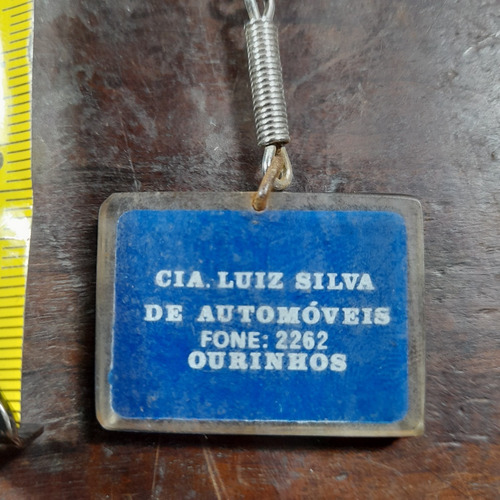 CIA. LUIZ SILVA
DE AUTOMÓVEIS
FONE: 2262
OURINHOS